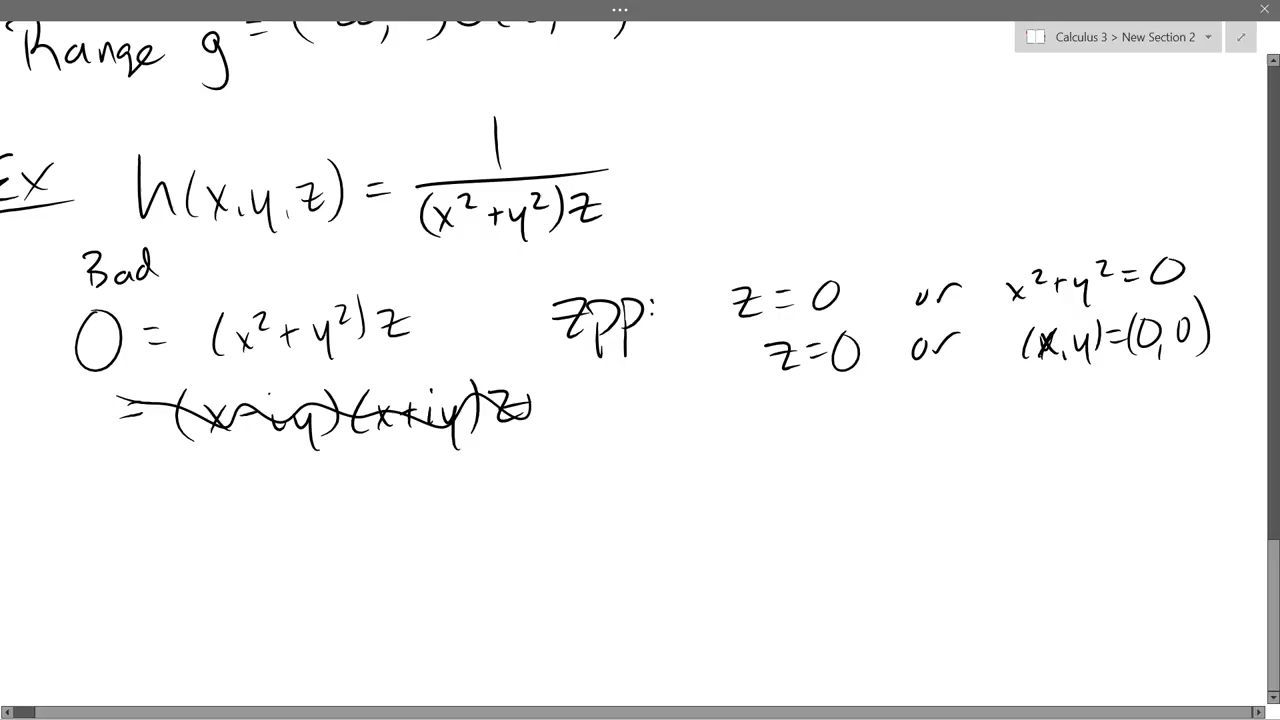 Calculus 3 > New Section 2
Range g =
Ex h(x,y,z) = 1/((x²+y²)z)
Bad
0 = (x²+y²)z
= (x-iy)(x+iy)z
zpp: z=0 or x²+y²=0
z=0 or (x,y)=(0,0)